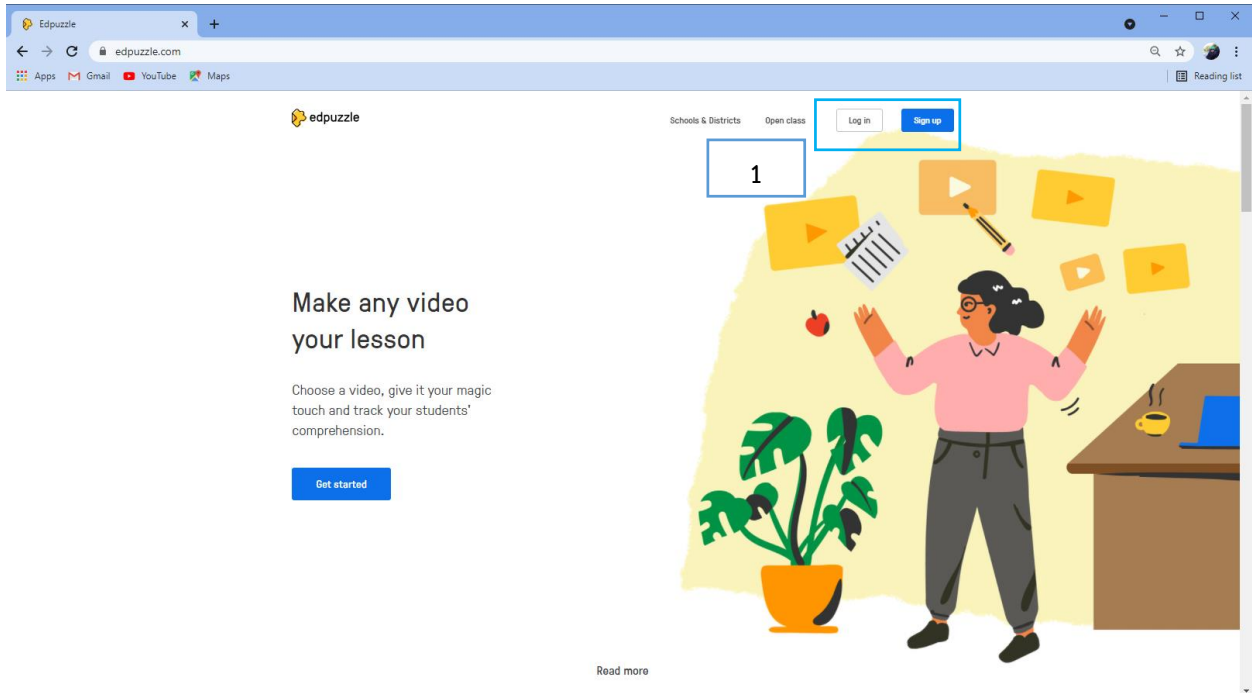 Edpuzzle
edpuzzle.com
Apps Gmail YouTube Maps Reading list
edpuzzle Schools & Districts Open class Log in Sign up
1
Make any video
your lesson
Choose a video, give it your magic
touch and track your students'
comprehension.
Get started
Read more